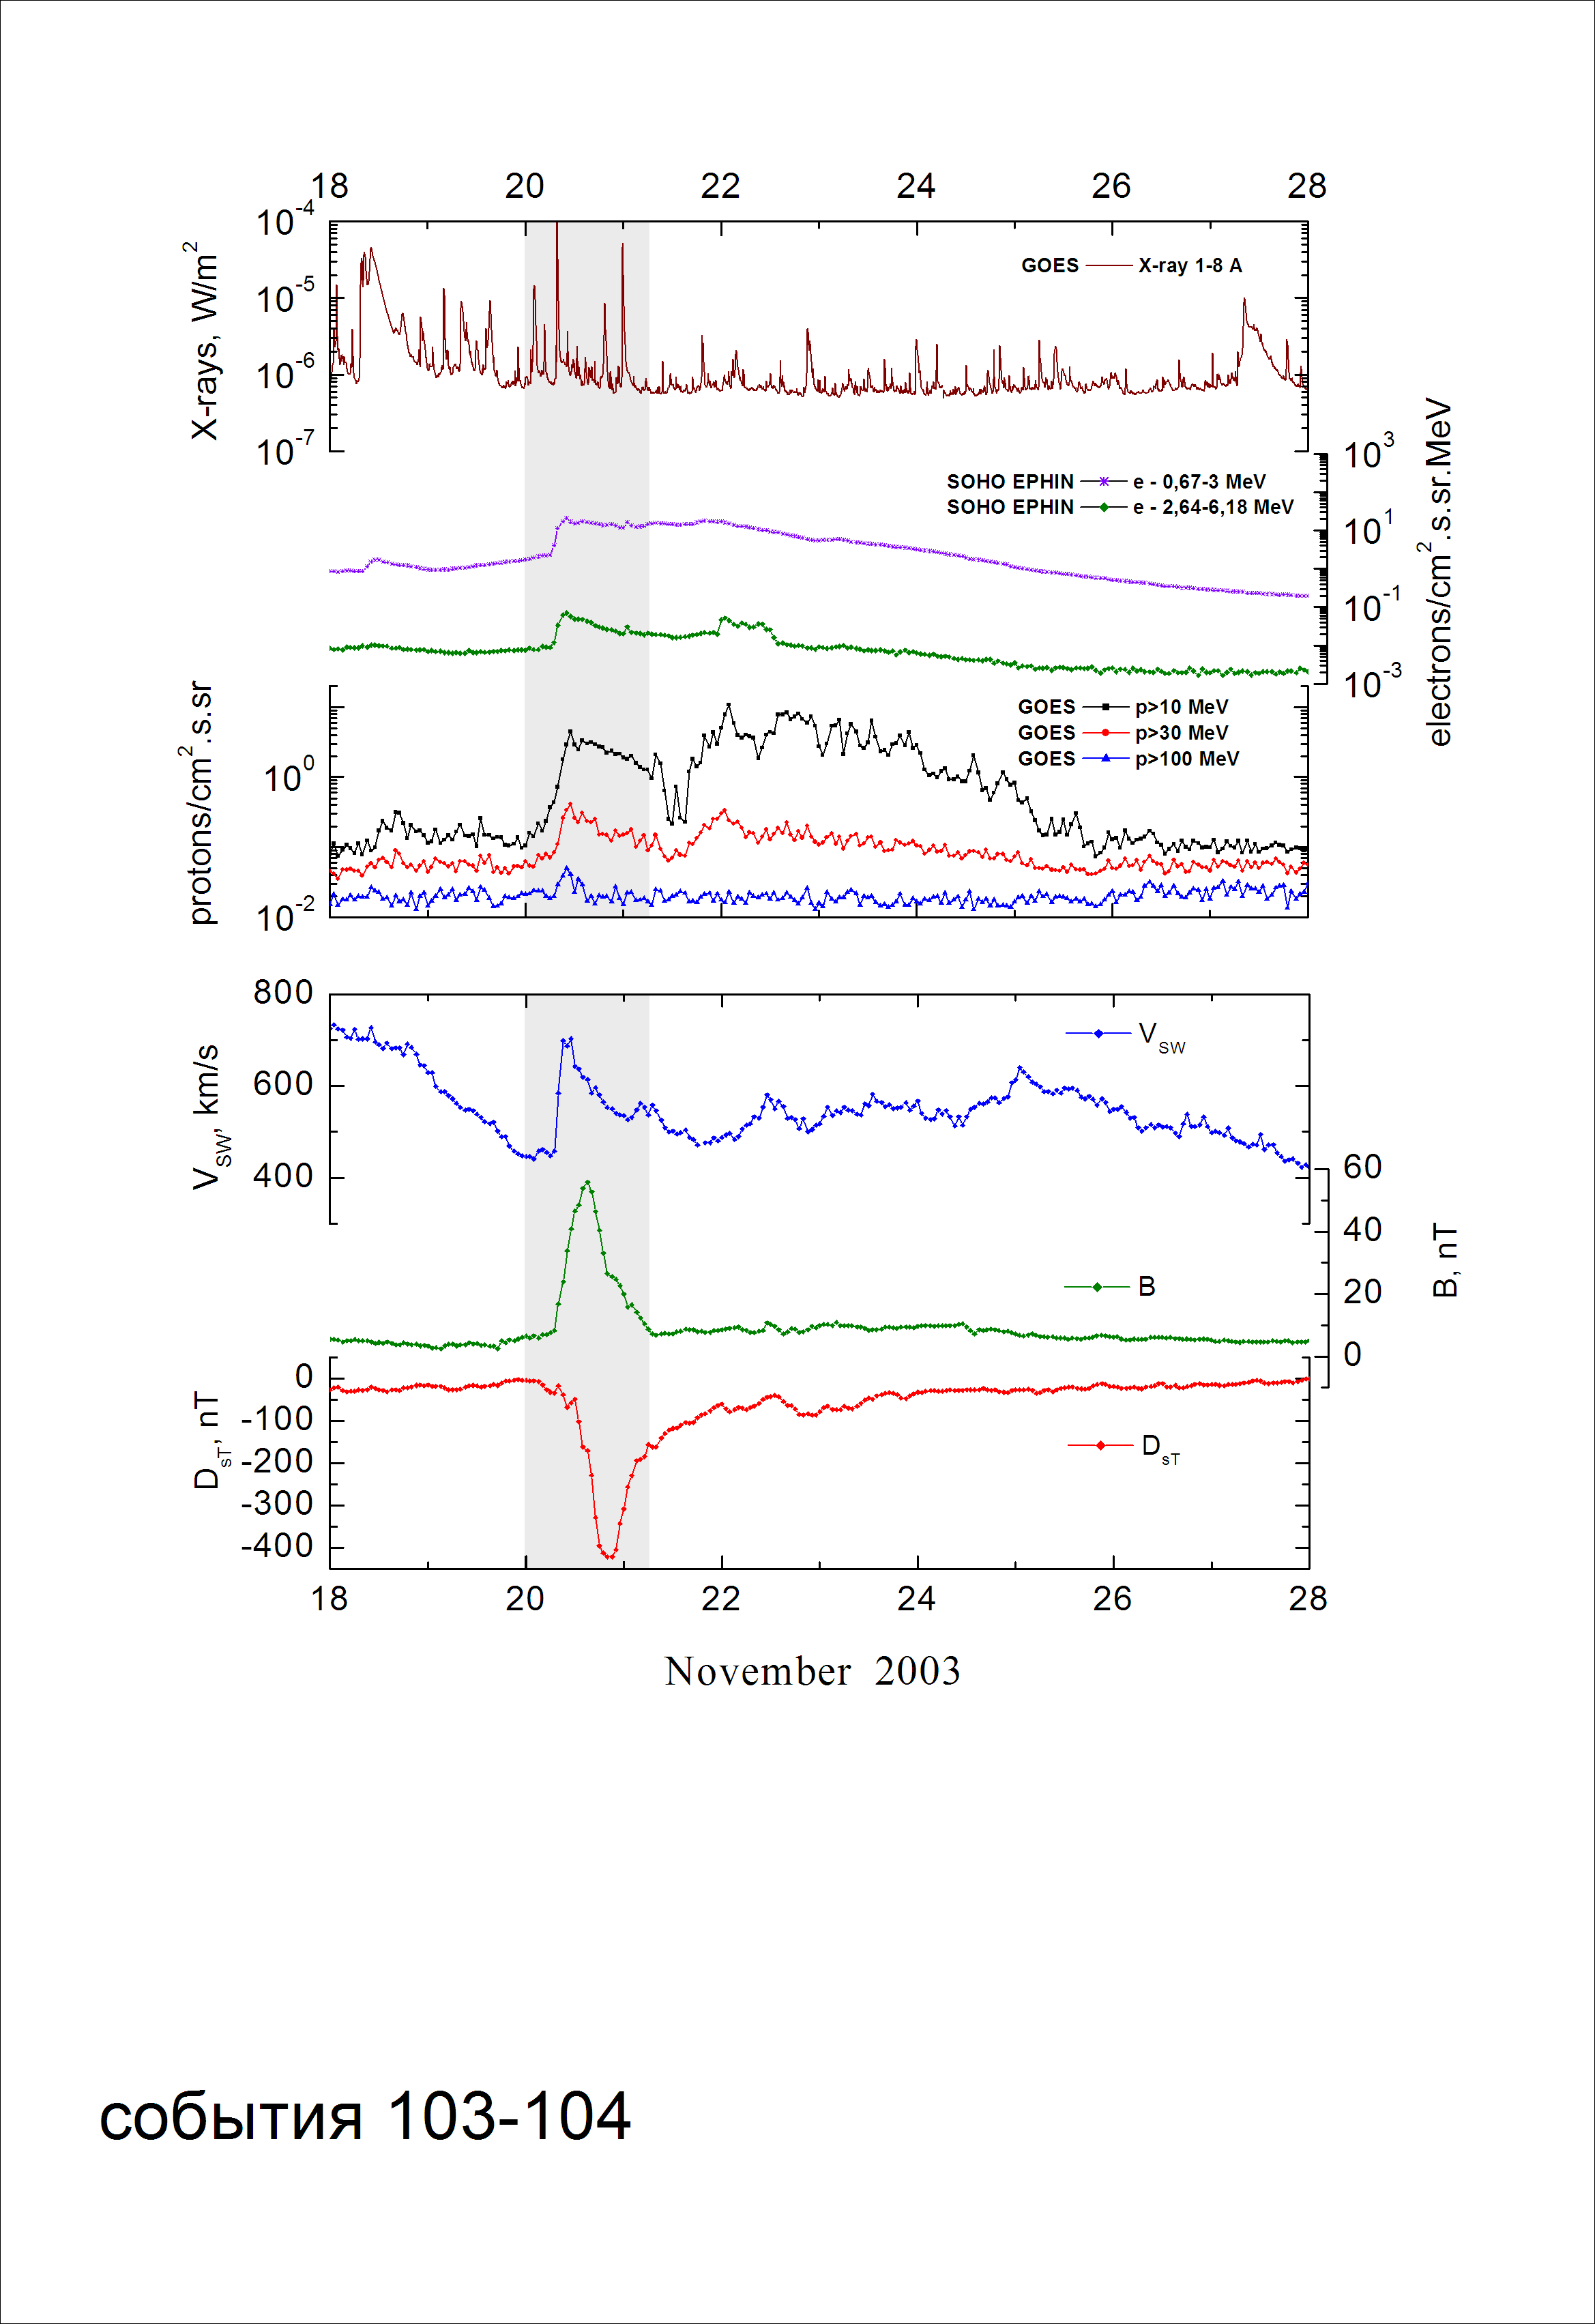 18 20 22 24 26 28
X-rays, W/m²
10⁻⁴
10⁻⁵
10⁻⁶
10⁻⁷
GOES X-ray 1-8 A
electrons/cm².s.sr.MeV
10³
10¹
10⁻¹
10⁻³
SOHO EPHIN e - 0,67-3 MeV
SOHO EPHIN e - 2,64-6,18 MeV
protons/cm².s.sr
10⁰
10⁻²
GOES p>10 MeV
GOES p>30 MeV
GOES p>100 MeV
V_SW, km/s
800
600
400
V_SW
B, nT
60
40
20
0
B
D_sT, nT
0
-100
-200
-300
-400
D_sT
18 20 22 24 26 28
November 2003
события 103-104